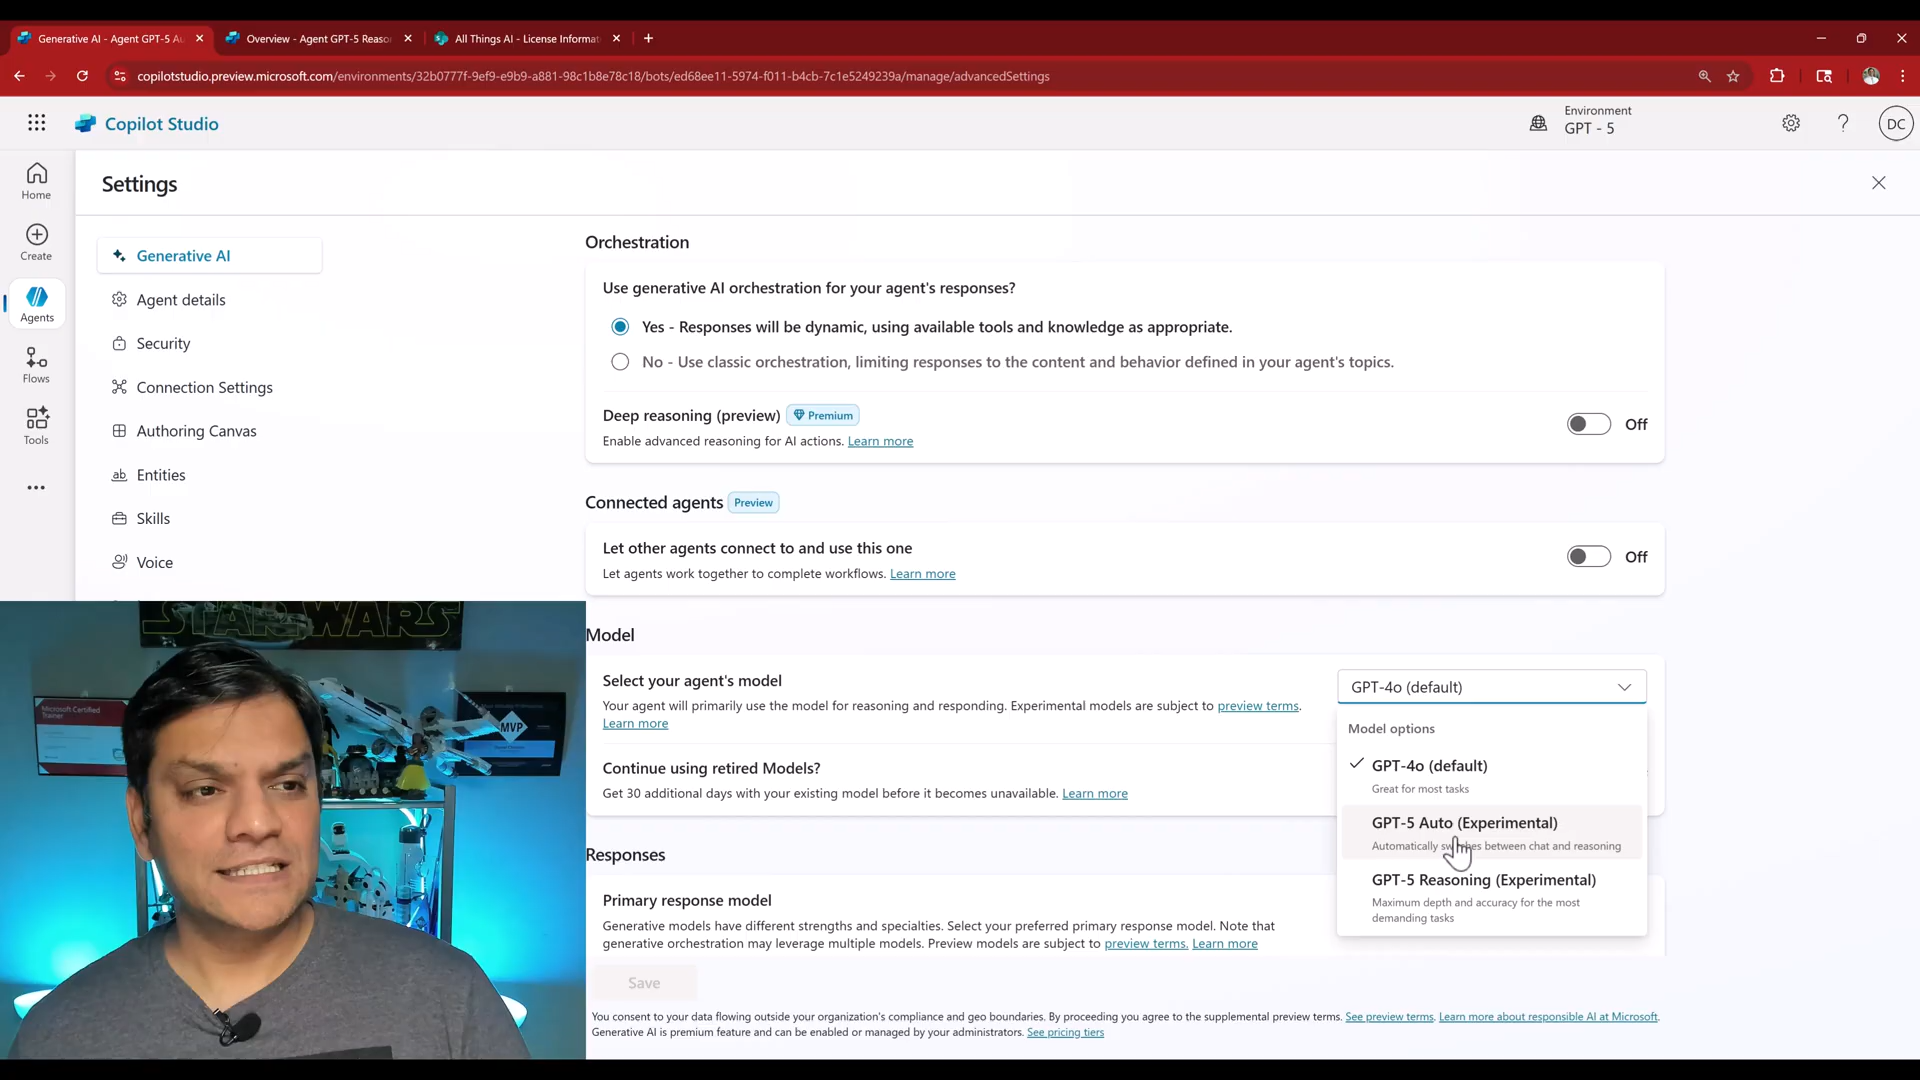 Generative AI - Agent GPT-5 Au
Overview - Agent GPT-5 Reaso
All Things AI - License Informat
copilotstudio.preview.microsoft.com/environments/32b0777f-9ef9-e9b9-a881-98c1b8e78c18/bots/ed68ee11-5974-f011-b4cb-7c1e5249239a/manage/advancedSettings
Copilot Studio
Environment
GPT - 5
DC
Home
Create
Agents
Flows
Tools
Settings
Generative AI
Agent details
Security
Connection Settings
Authoring Canvas
Entities
Skills
Voice
Orchestration
Use generative AI orchestration for your agent's responses?
Yes - Responses will be dynamic, using available tools and knowledge as appropriate.
No - Use classic orchestration, limiting responses to the content and behavior defined in your agent's topics.
Deep reasoning (preview) Premium
Enable advanced reasoning for AI actions. Learn more
Off
Connected agents Preview
Let other agents connect to and use this one
Let agents work together to complete workflows. Learn more
Off
Model
Select your agent's model
Your agent will primarily use the model for reasoning and responding. Experimental models are subject to preview terms.
Learn more
GPT-4o (default)
Model options
GPT-4o (default)
Great for most tasks
GPT-5 Auto (Experimental)
Automatically switches between chat and reasoning
GPT-5 Reasoning (Experimental)
Maximum depth and accuracy for the most
demanding tasks
Continue using retired Models?
Get 30 additional days with your existing model before it becomes unavailable. Learn more
Responses
Primary response model
Generative models have different strengths and specialties. Select your preferred primary response model. Note that
generative orchestration may leverage multiple models. Preview models are subject to preview terms. Learn more
Save
You consent to your data flowing outside your organization's compliance and geo boundaries. By proceeding you agree to the supplemental preview terms. See preview terms. Learn more about responsible AI at Microsoft.
Generative AI is premium feature and can be enabled or managed by your administrators. See pricing tiers
STAR WARS
Microsoft Certified
Trainer
MVP